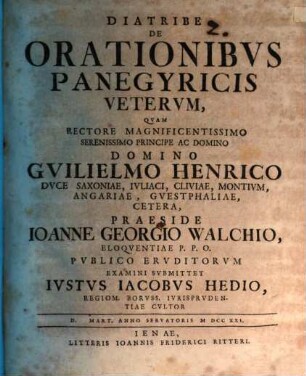 DIATRIBE 2.
DE
ORATIONIBVS
PANEGYRICIS
VETERVM,
QVAM
RECTORE MAGNIFICENTISSIMO
SERENISSIMO PRINCIPE AC DOMINO
DOMINO
GVILIELMO HENRICO
DVCE SAXONIAE, IVLIACI, CLIVIAE, MONTIVM,
ANGARIAE, GVESTPHALIAE,
CETERA,
PRAESIDE
IOANNE GEORGIO WALCHIO,
ELOQVENTIAE P. P. O.
PVBLICO ERVDITORVM
EXAMINI SVBMITTET
IVSTVS IACOBVS HEDIO,
REGIOM. BORVSS. IVRISPRVDEN-
TIAE CVLTOR
D. MART. ANNO SERVATORIS M DCC XXI.
IENAE,
LITTERIS IOANNIS FRIDERICI RITTERI.